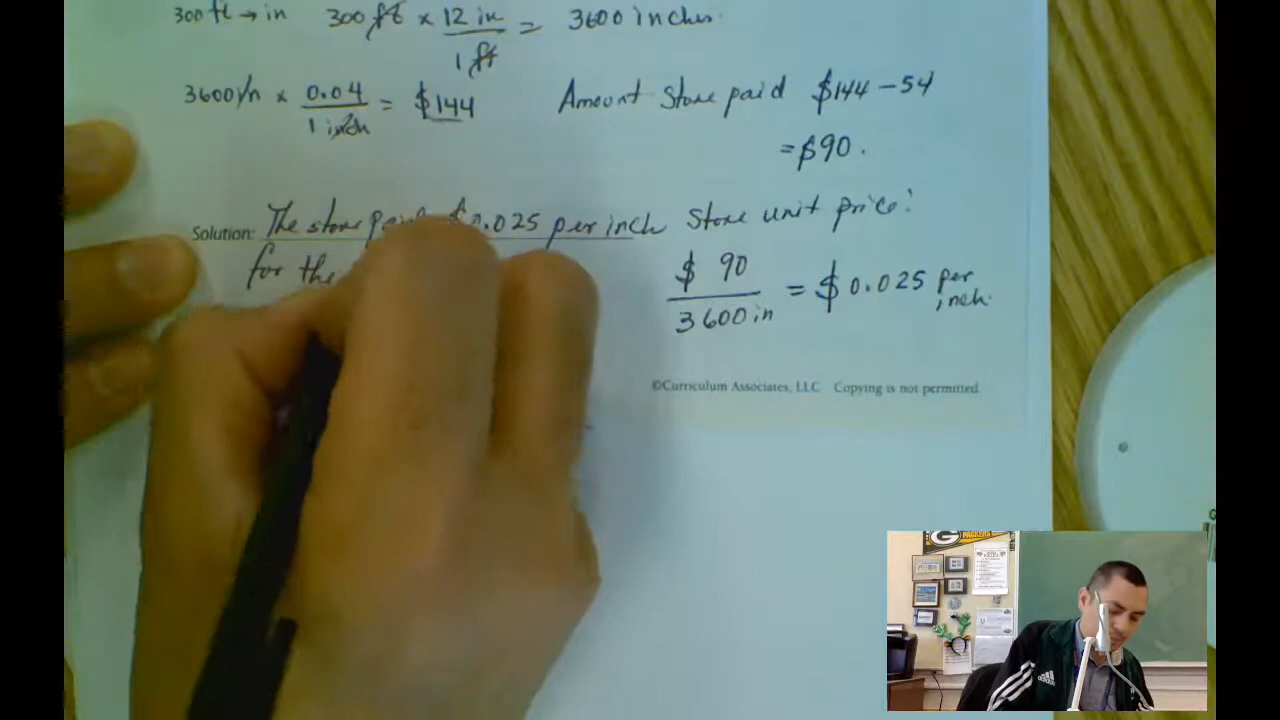 300 ft → in 300 ft × 12 in / 1 ft = 3600 inches.
3600 in × 0.04 / 1 inch = $144
Amount store paid $144 - 54
= $90.
Solution: The store paid $0.025 per inch
for the
Store unit price:
$ 90 / 3600 in = $ 0.025 per inch.
©Curriculum Associates, LLC Copying is not permitted.
PACKERS
adidas